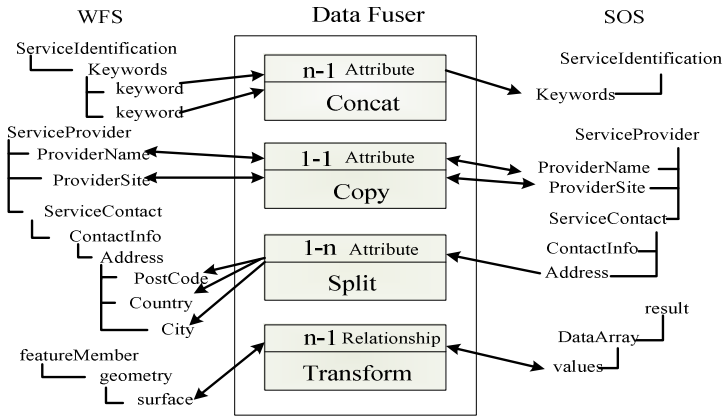 WFS
Data Fuser
SOS
ServiceIdentification
Keywords
keyword
keyword
ServiceProvider
ProviderName
ProviderSite
ServiceContact
ContactInfo
Address
PostCode
Country
City
featureMember
geometry
surface
n-1 Attribute
Concat
1-1 Attribute
Copy
1-n Attribute
Split
n-1 Relationship
Transform
ServiceIdentification
Keywords
ServiceProvider
ProviderName
ProviderSite
ServiceContact
ContactInfo
Address
result
DataArray
values